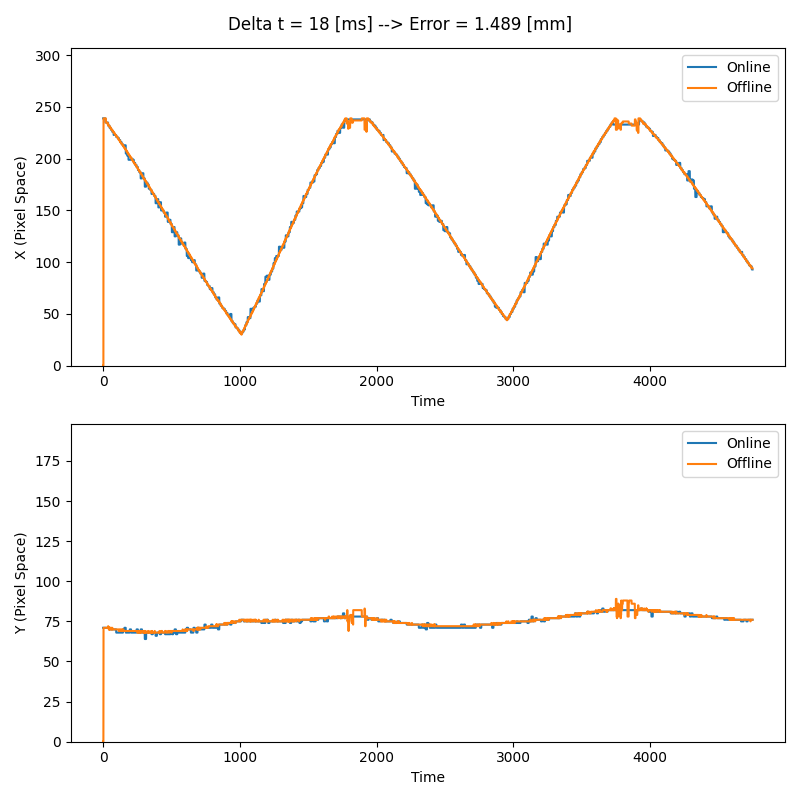 Delta t = 18 [ms] --> Error = 1.489 [mm]
300
250
200
150
100
50
0
X (Pixel Space)
Online
Offline
0 1000 2000 3000 4000
Time
175
150
125
100
75
50
25
0
Y (Pixel Space)
Online
Offline
0 1000 2000 3000 4000
Time